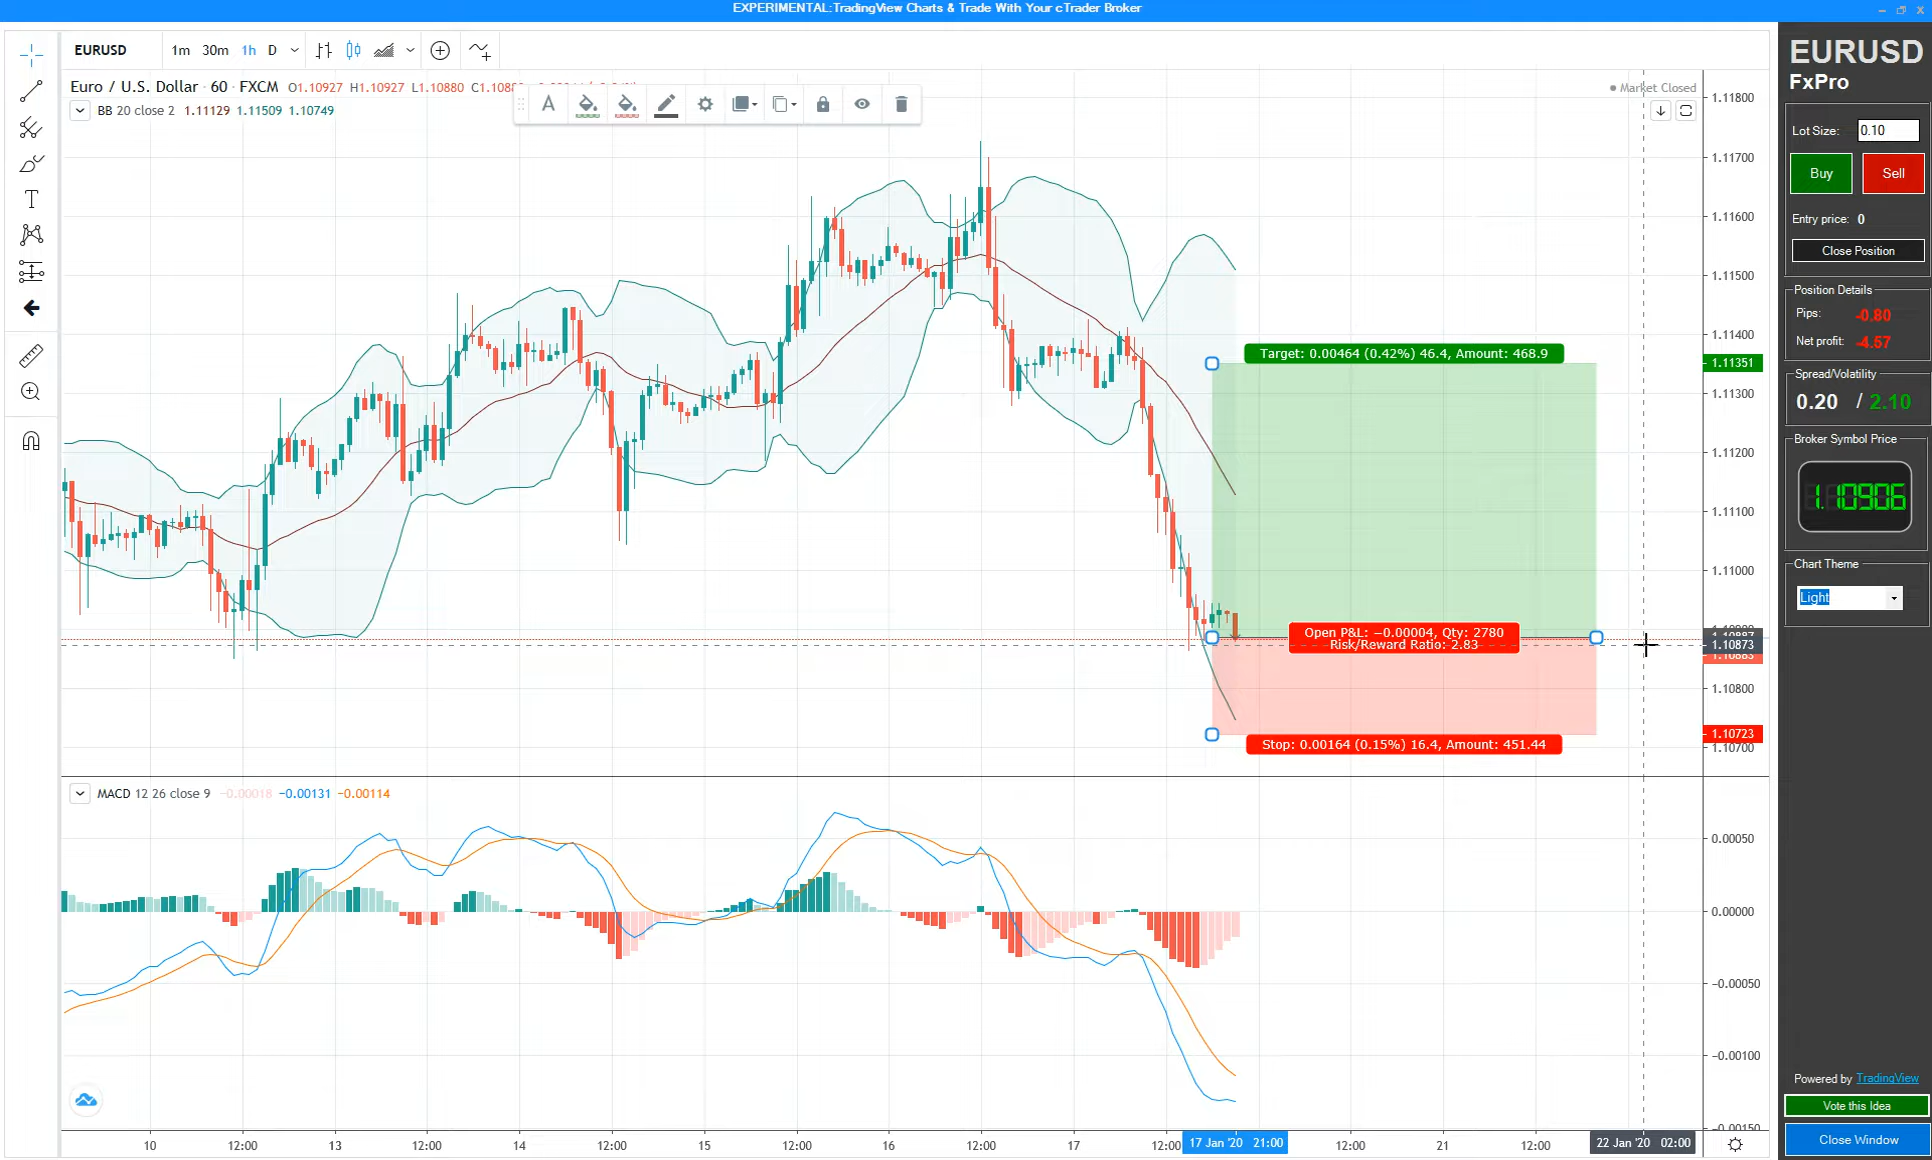 EXPERIMENTAL:TradingView Charts & Trade With Your cTrader Broker
EURUSD 1m 30m 1h D
Euro / U.S. Dollar · 60 · FXCM O1.10927 H1.10927 L1.10880
BB 20 close 2 1.11129 1.11509 1.10749
A
T
Market Closed
1.11800
1.11700
1.11600
1.11500
1.11400
1.11351
1.11300
1.11200
1.11100
1.11000
1.10873
1.10800
1.10723
1.10700
Target: 0.00464 (0.42%) 46.4, Amount: 468.9
Open P&L: −0.00004, Qty: 2780
Risk/Reward Ratio: 2.83
Stop: 0.00164 (0.15%) 16.4, Amount: 451.44
MACD 12 26 close 9 −0.00018 −0.00131 −0.00114
0.00050
0.00000
−0.00050
−0.00100
−0.00150
10 12:00 13 12:00 14 12:00 15 12:00 16 12:00 17 12:00 17 Jan '20 21:00 12:00 21 12:00 22 Jan '20 02:00
EURUSD
FxPro
Lot Size: 0.10
Buy Sell
Entry price: 0
Close Position
Position Details
Pips: -0.80
Net profit: -4.57
Spread/Volatility
0.20 / 2.10
Broker Symbol Price
1.10906
Chart Theme
Light
Powered by TradingView
Vote this Idea
Close Window